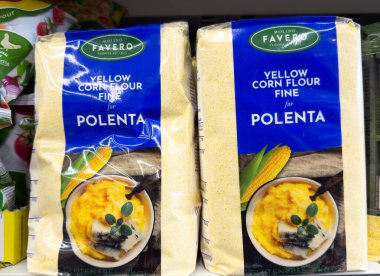 MOLINO
FAVERO
YELLOW
CORN FLOUR
FINE
for
POLENTA
MOLINO
FAVERO
YELLOW
CORN FLOUR
FINE
for
POLENTA